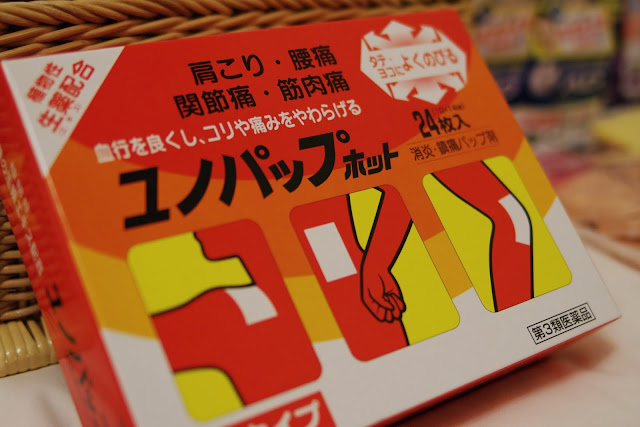 配合
肩こり・腰痛
関節痛・筋肉痛
タテ・
ヨコによくのびる
血行を良くし、コリや痛みをやわらげる
24枚入
消炎・鎮痛パップ剤
ユノパップホット
第3類医薬品
イプ